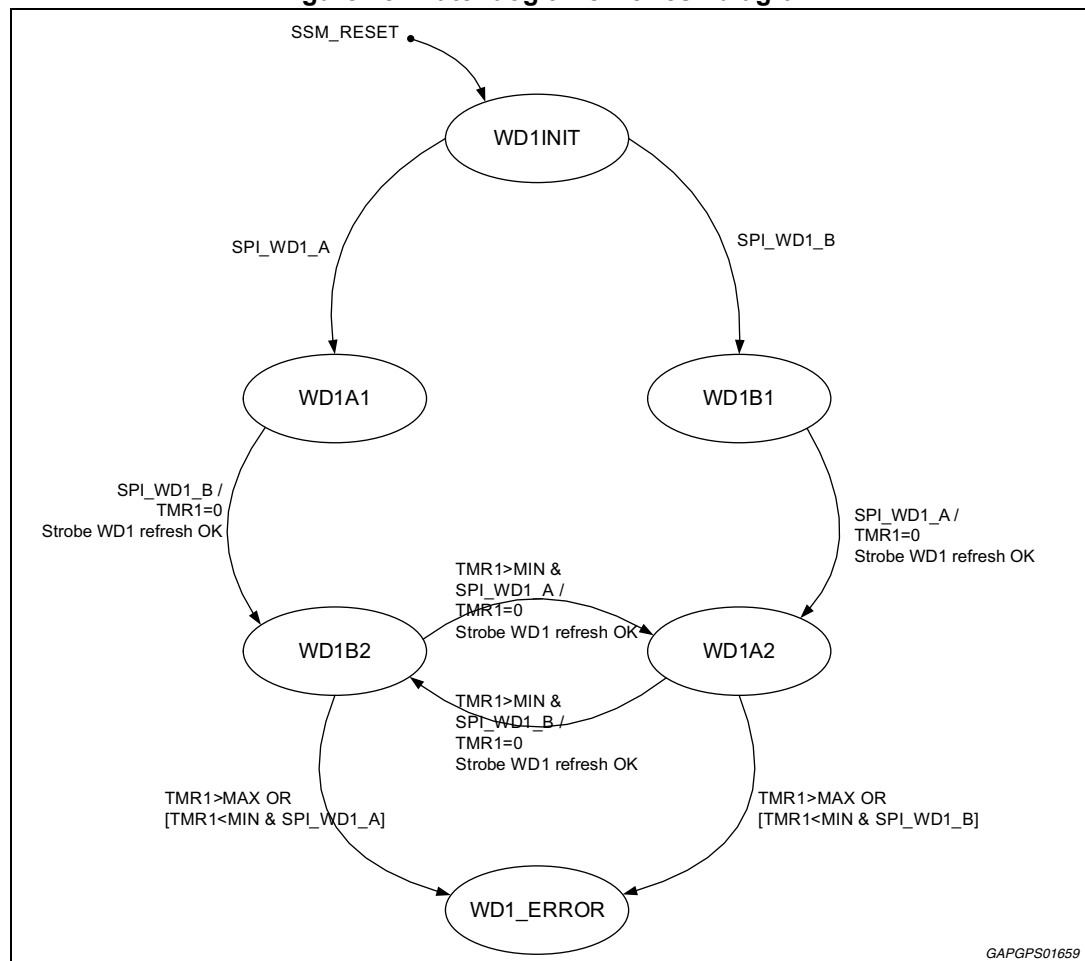 SSM_RESET
WD1INIT
SPI_WD1_A
SPI_WD1_B
WD1A1
WD1B1
SPI_WD1_B /
TMR1=0
Strobe WD1 refresh OK
SPI_WD1_A /
TMR1=0
Strobe WD1 refresh OK
TMR1>MIN &
SPI_WD1_A /
TMR1=0
Strobe WD1 refresh OK
WD1B2
WD1A2
TMR1>MIN &
SPI_WD1_B /
TMR1=0
Strobe WD1 refresh OK
TMR1>MAX OR
[TMR1<MIN & SPI_WD1_A]
TMR1>MAX OR
[TMR1<MIN & SPI_WD1_B]
WD1_ERROR
GAPGPS01659